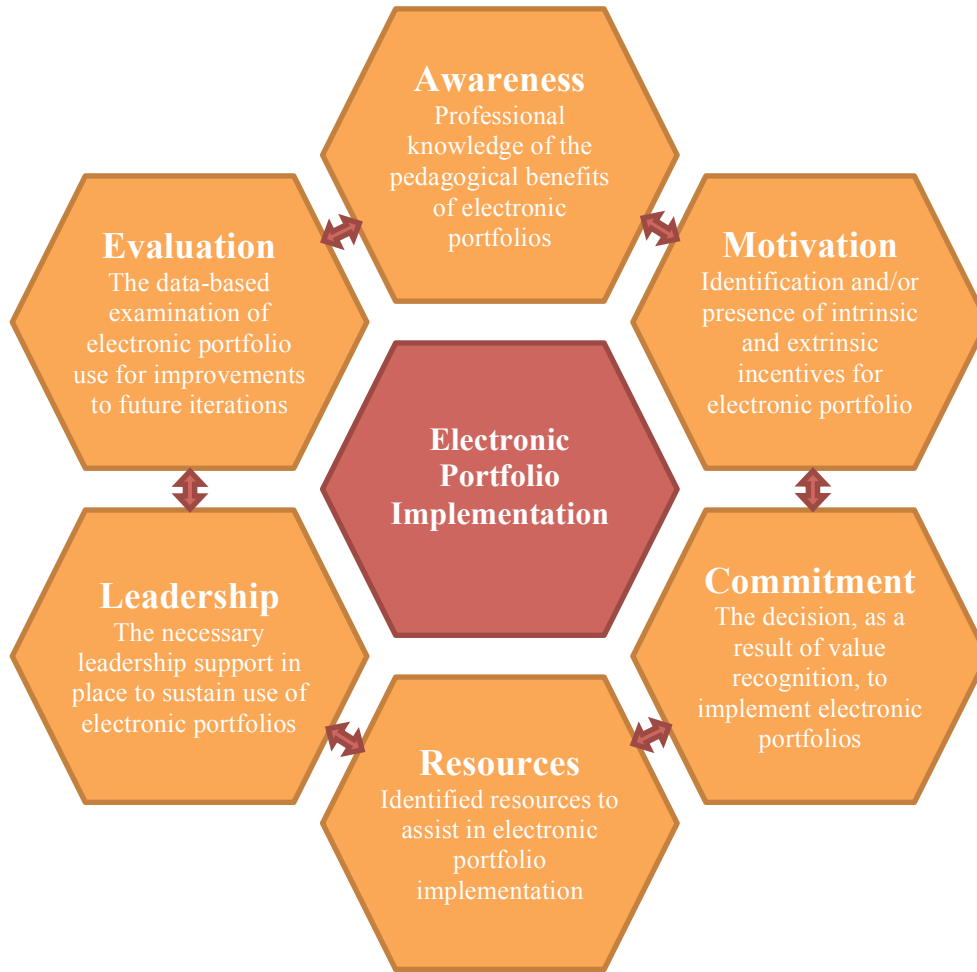 Awareness
Professional
knowledge of the
pedagogical benefits
of electronic
portfolios
Motivation
Identification and/or
presence of intrinsic
and extrinsic
incentives for
electronic portfolio
Commitment
The decision, as a
result of value
recognition, to
implement electronic
portfolios
Resources
Identified resources to
assist in electronic
portfolio
implementation
Leadership
The necessary
leadership support in
place to sustain use of
electronic portfolios
Evaluation
The data-based
examination of
electronic portfolio
use for improvements
to future iterations
Electronic
Portfolio
Implementation